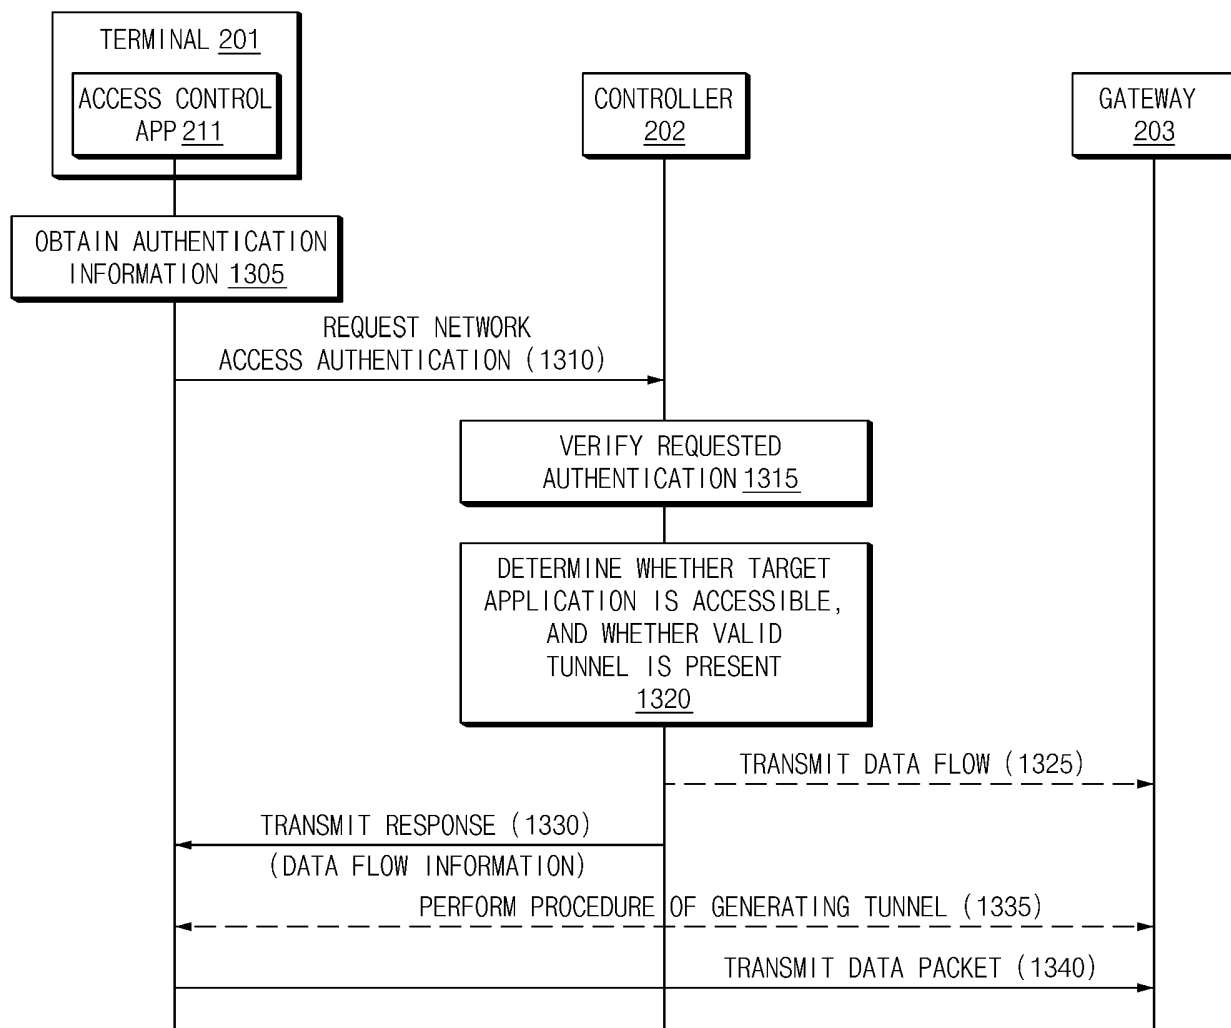 TERMINAL 201
ACCESS CONTROL
APP 211
CONTROLLER
202
GATEWAY
203
OBTAIN AUTHENTICATION
INFORMATION 1305
REQUEST NETWORK
ACCESS AUTHENTICATION (1310)
VERIFY REQUESTED
AUTHENTICATION 1315
DETERMINE WHETHER TARGET
APPLICATION IS ACCESSIBLE,
AND WHETHER VALID
TUNNEL IS PRESENT
1320
TRANSMIT DATA FLOW (1325)
TRANSMIT RESPONSE (1330)
(DATA FLOW INFORMATION)
PERFORM PROCEDURE OF GENERATING TUNNEL (1335)
TRANSMIT DATA PACKET (1340)